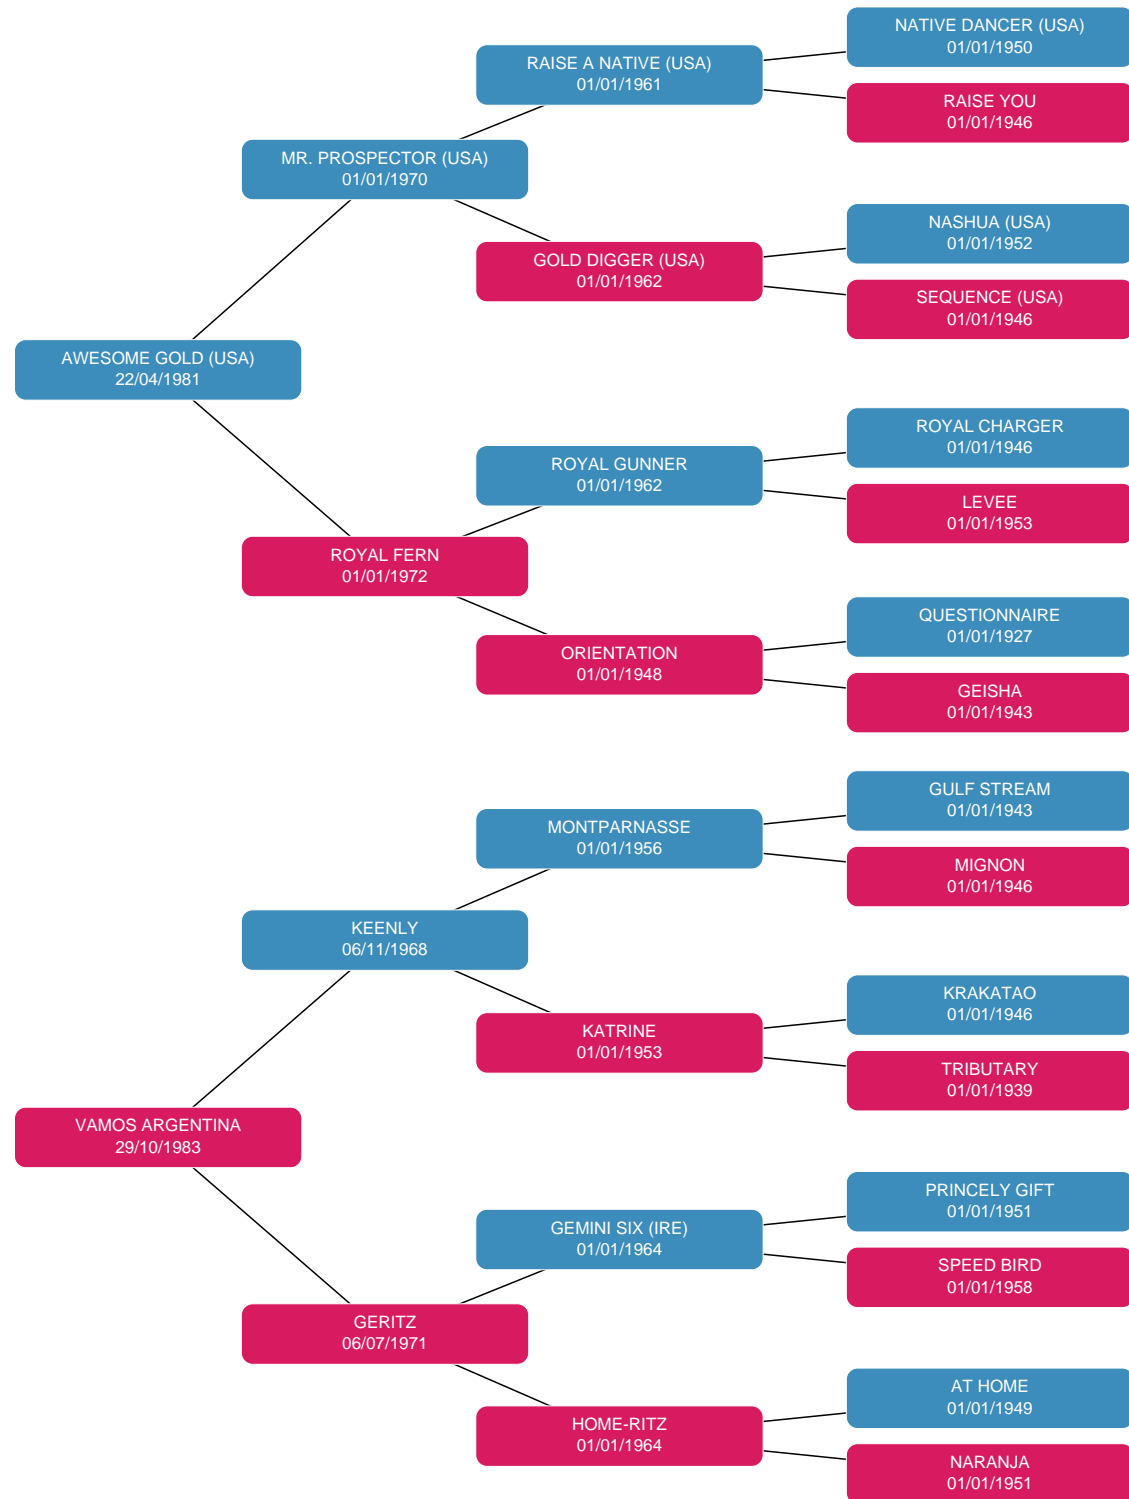 NATIVE DANCER (USA)
01/01/1950
RAISE A NATIVE (USA)
01/01/1961
RAISE YOU
01/01/1946
MR. PROSPECTOR (USA)
01/01/1970
NASHUA (USA)
01/01/1952
GOLD DIGGER (USA)
01/01/1962
SEQUENCE (USA)
01/01/1946
AWESOME GOLD (USA)
22/04/1981
ROYAL CHARGER
01/01/1946
ROYAL GUNNER
01/01/1962
LEVEE
01/01/1953
ROYAL FERN
01/01/1972
QUESTIONNAIRE
01/01/1927
ORIENTATION
01/01/1948
GEISHA
01/01/1943
GULF STREAM
01/01/1943
MONTPARNASSE
01/01/1956
MIGNON
01/01/1946
KEENLY
06/11/1968
KRAKATAO
01/01/1946
KATRINE
01/01/1953
TRIBUTARY
01/01/1939
VAMOS ARGENTINA
29/10/1983
PRINCELY GIFT
01/01/1951
GEMINI SIX (IRE)
01/01/1964
SPEED BIRD
01/01/1958
GERITZ
06/07/1971
AT HOME
01/01/1949
HOME-RITZ
01/01/1964
NARANJA
01/01/1951